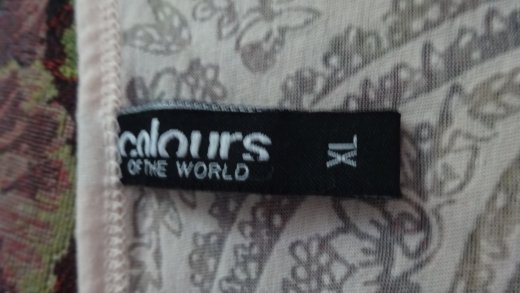 colours
OF THE WORLD
XL